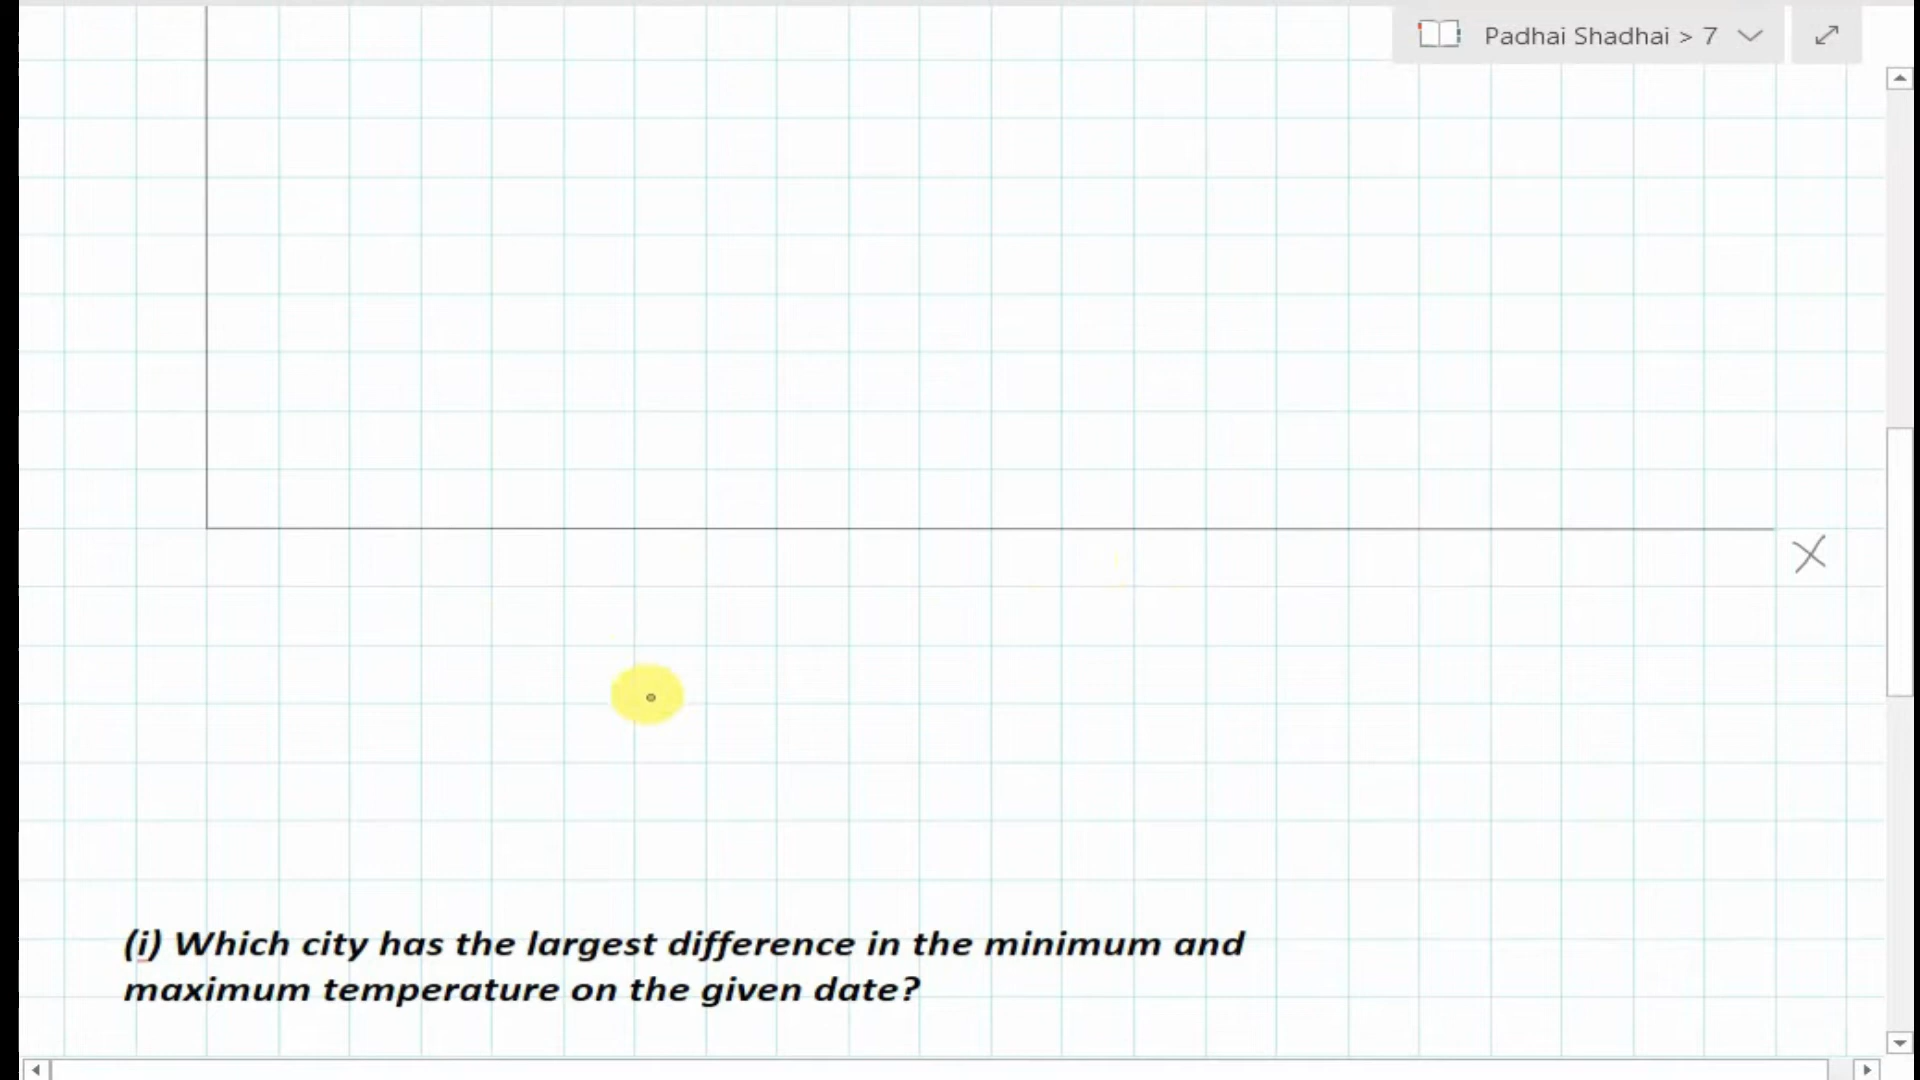 Padhai Shadhai > 7
X
(i) Which city has the largest difference in the minimum and
maximum temperature on the given date?